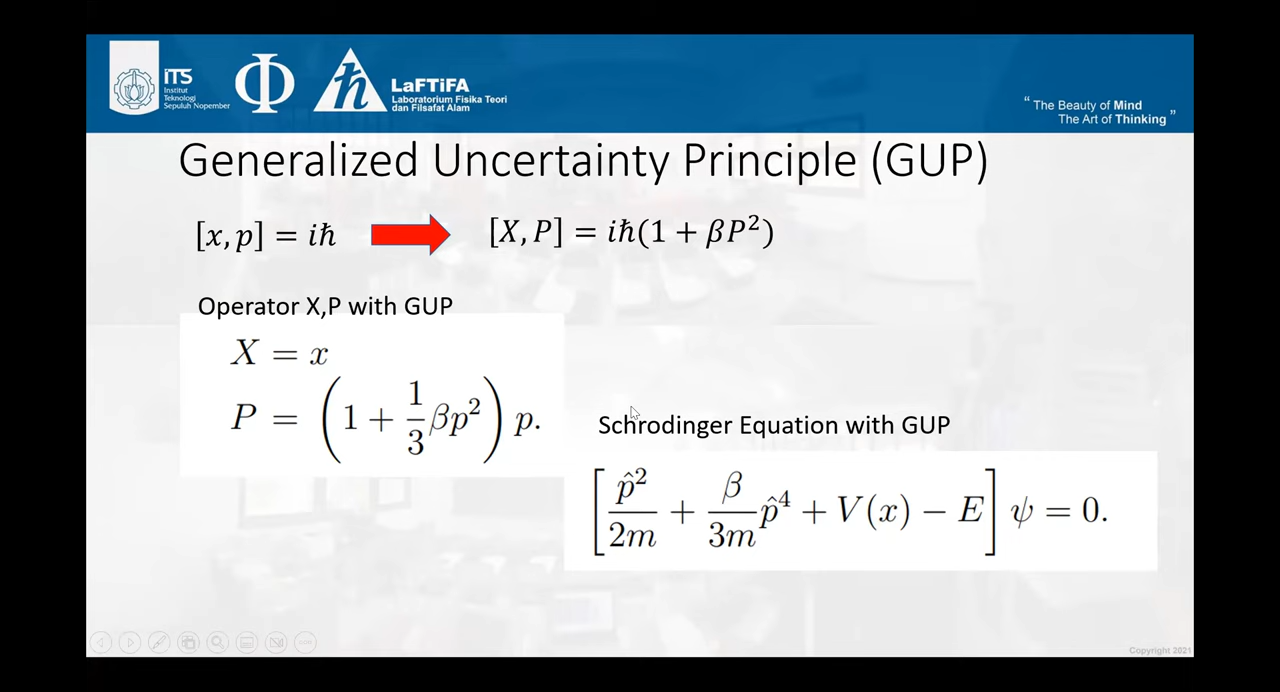 iTS
Institut
Teknologi
Sepuluh Nopember
Φ
ħ
LaFTiFA
Laboratorium Fisika Teori
dan Filsafat Alam
“ The Beauty of Mind
The Art of Thinking ”
Generalized Uncertainty Principle (GUP)
[x, p] = iħ
[X, P] = iħ(1 + βP²)
Operator X,P with GUP
X = x
P = (1 + 1/3 βp²) p.
Schrodinger Equation with GUP
[p̂²/2m + β/3m p̂⁴ + V(x) − E] ψ = 0.
Copyright 2021